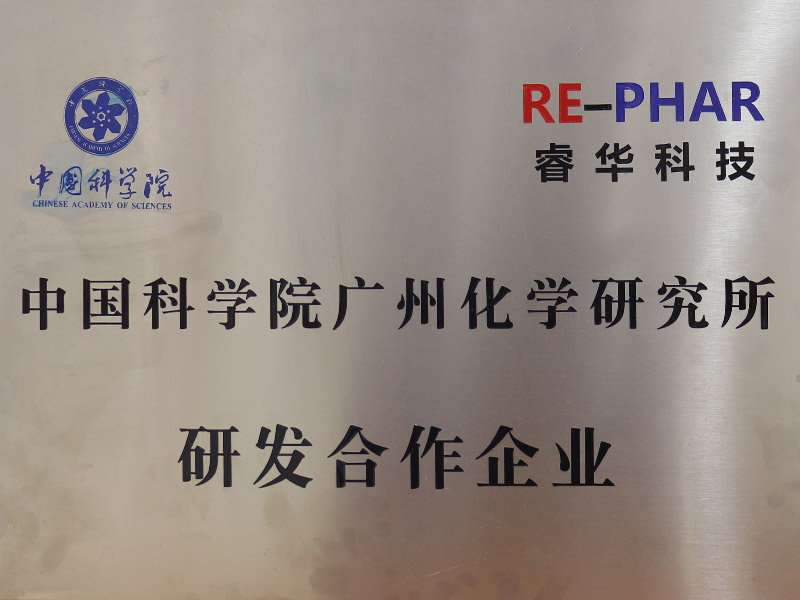 中国科学院
CHINESE ACADEMY OF SCIENCES
RE-PHAR
睿华科技
中国科学院广州化学研究所
研发合作企业